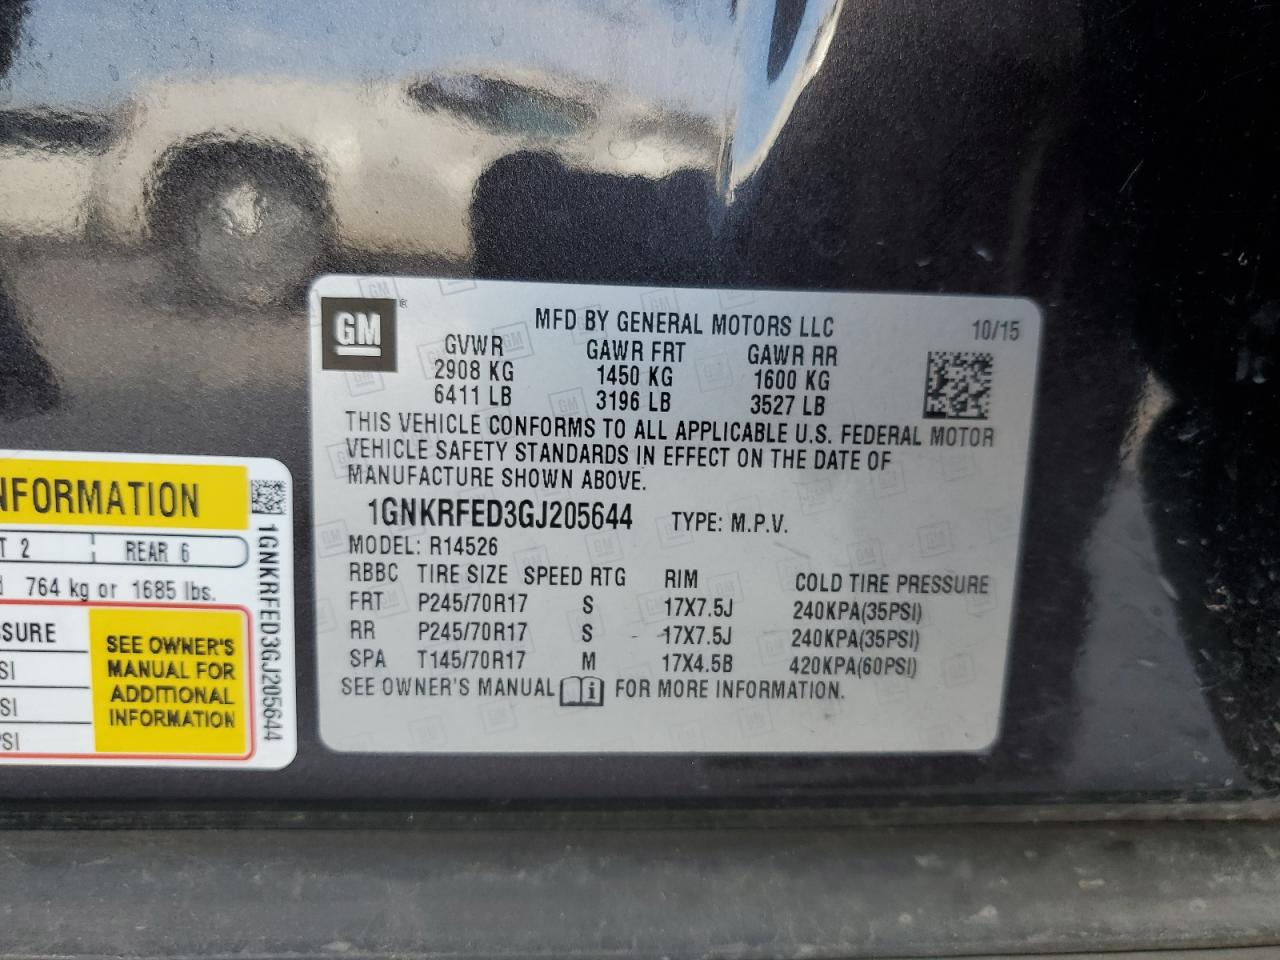 GM
®
MFD BY GENERAL MOTORS LLC 10/15
GVWR GAWR FRT GAWR RR
2908 KG 1450 KG 1600 KG
6411 LB 3196 LB 3527 LB
THIS VEHICLE CONFORMS TO ALL APPLICABLE U.S. FEDERAL MOTOR
VEHICLE SAFETY STANDARDS IN EFFECT ON THE DATE OF
MANUFACTURE SHOWN ABOVE.
1GNKRFED3GJ205644 TYPE: M.P.V.
MODEL: R14526
RBBC TIRE SIZE SPEED RTG RIM COLD TIRE PRESSURE
FRT P245/70R17 S 17X7.5J 240KPA(35PSI)
RR P245/70R17 S 17X7.5J 240KPA(35PSI)
SPA T145/70R17 M 17X4.5B 420KPA(60PSI)
SEE OWNER'S MANUAL i FOR MORE INFORMATION.
NFORMATION
T 2 REAR 6
d 764 kg or 1685 lbs.
SSURE
SI
SI
PSI
SEE OWNER'S
MANUAL FOR
ADDITIONAL
INFORMATION
1GNKRFED3GJ205644